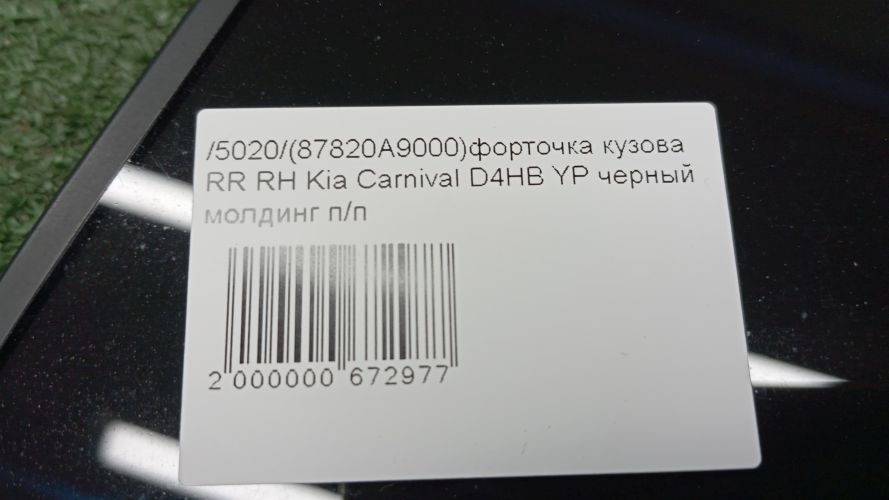 /5020/(87820A9000)форточка кузова
RR RH Kia Carnival D4HB YP черный
молдинг п/п
2 000000 672977